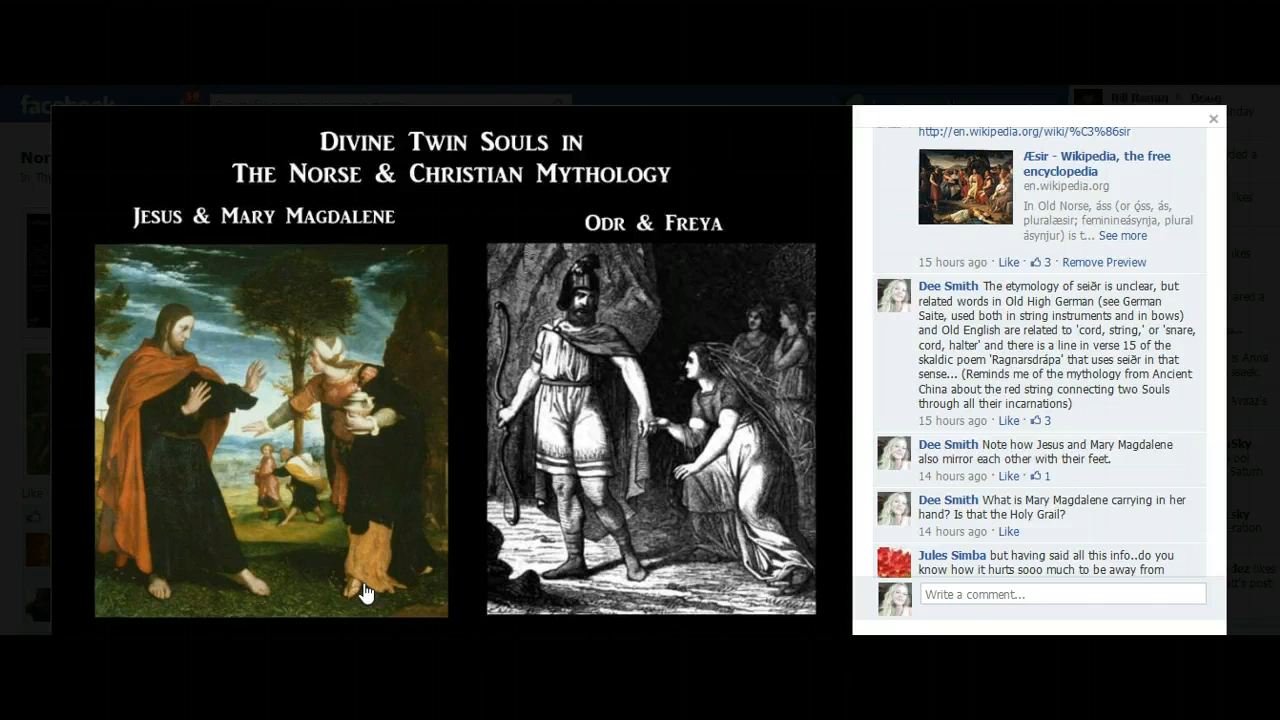 facebook
Bill Ranan
Doug
Nor
Like
Divine Twin Souls in
The Norse & Christian Mythology
Jesus & Mary Magdalene
Odr & Freya
http://en.wikipedia.org/wiki/%C3%86sir
Æsir - Wikipedia, the free
encyclopedia
en.wikipedia.org
In Old Norse, áss (or óss, ás,
pluralæsir; feminineásynja, plural
ásynjur) is t... See more
15 hours ago · Like · 3 · Remove Preview
Dee Smith The etymology of seiðr is unclear, but
related words in Old High German (see German
Saite, used both in string instruments and in bows)
and Old English are related to 'cord, string,' or 'snare,
cord, halter' and there is a line in verse 15 of the
skaldic poem 'Ragnarsdrápa' that uses seiðr in that
sense... (Reminds me of the mythology from Ancient
China about the red string connecting two Souls
through all their incarnations)
15 hours ago · Like · 3
Dee Smith Note how Jesus and Mary Magdalene
also mirror each other with their feet.
14 hours ago · Like · 1
Dee Smith What is Mary Magdalene carrying in her
hand? Is that the Holy Grail?
14 hours ago · Like
Jules Simba but having said all this info..do you
know how it hurts sooo much to be away from
Write a comment...